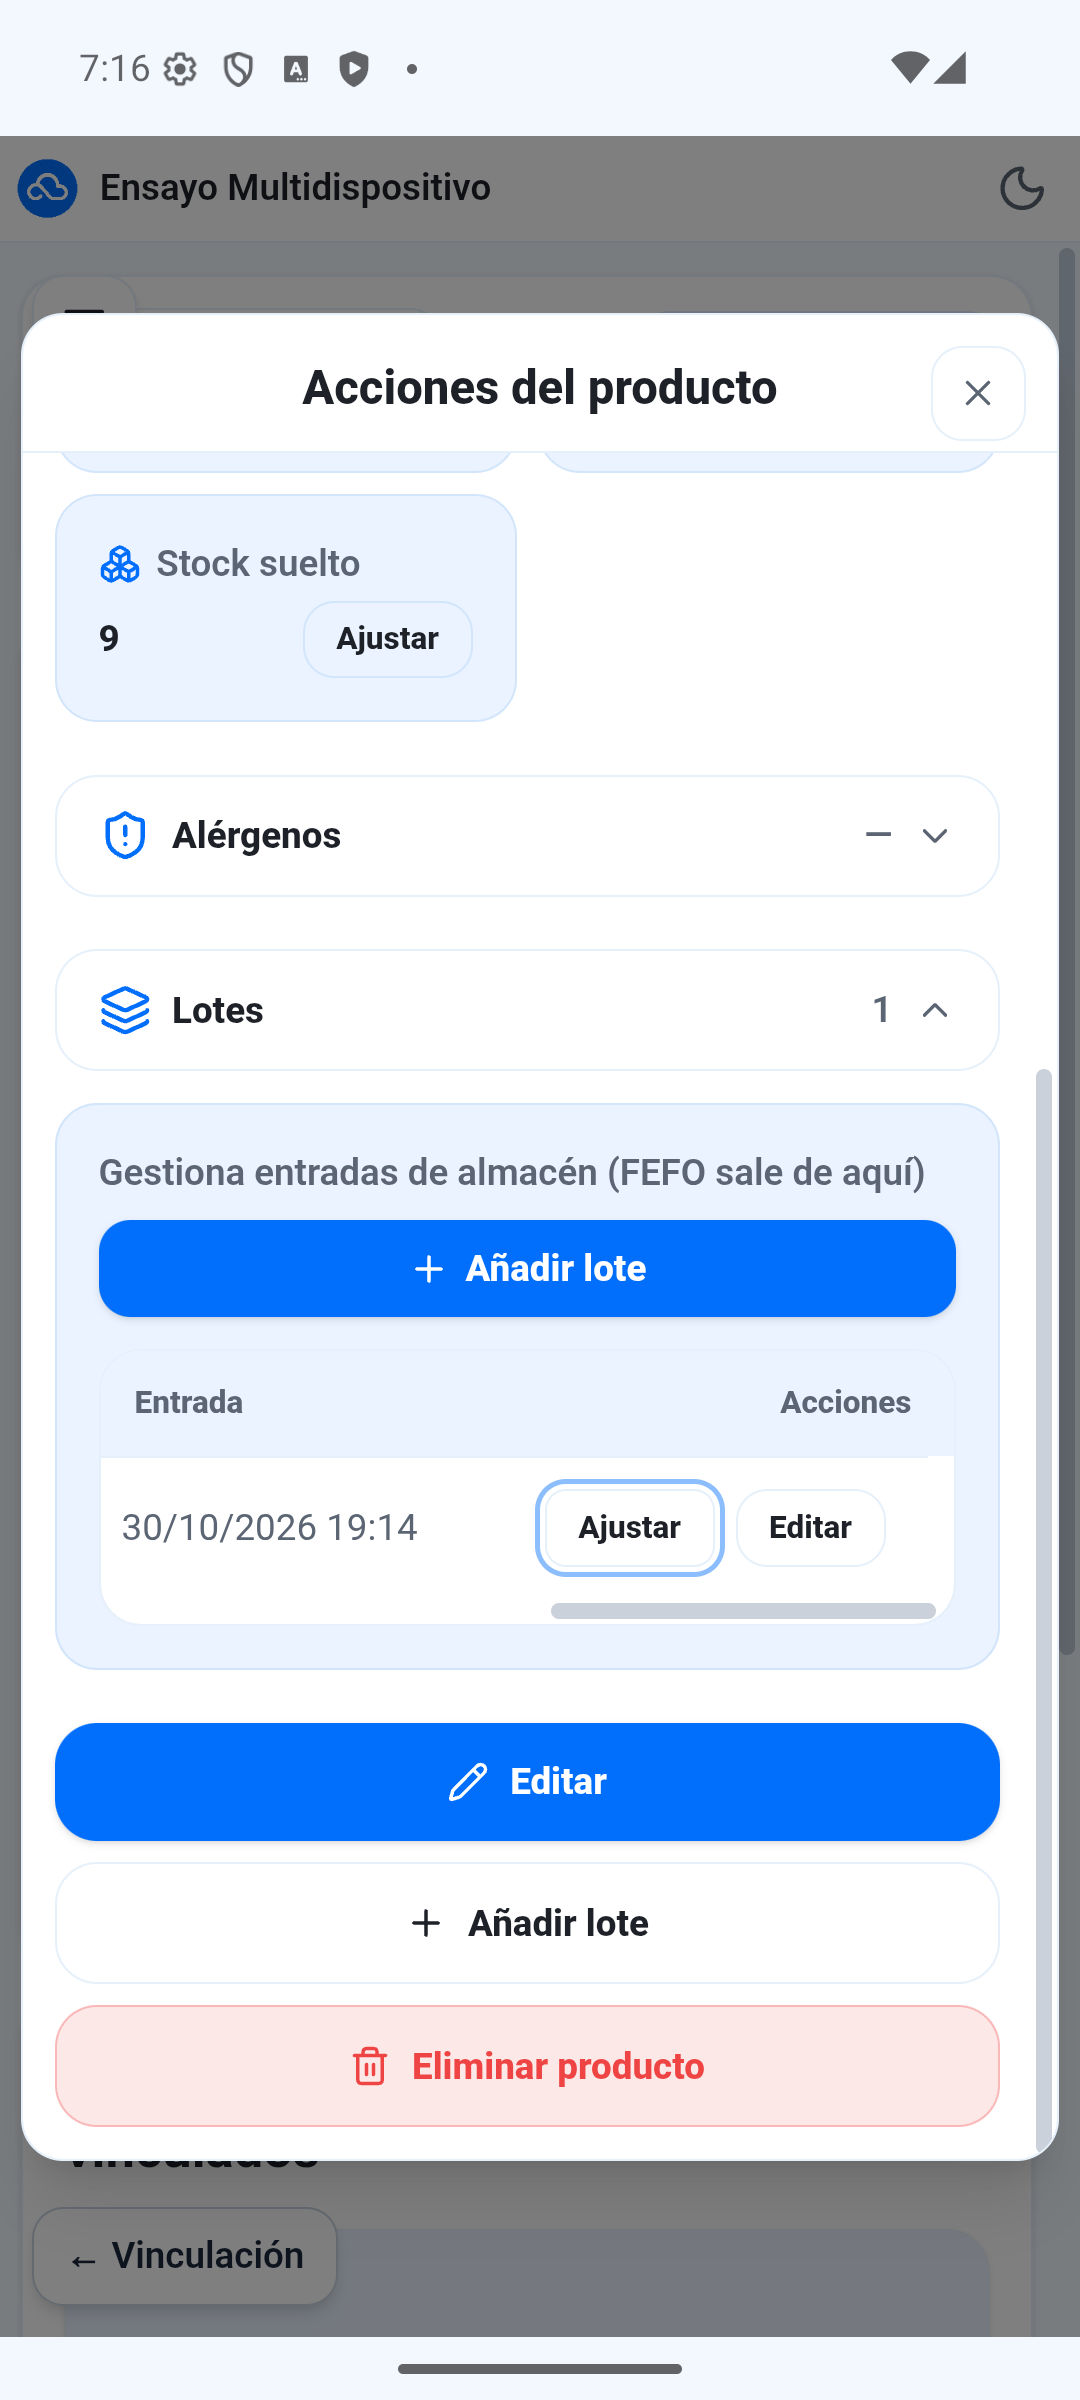 7:16
Ensayo Multidispositivo
Acciones del producto
Stock suelto
9
Ajustar
Alérgenos
—
Lotes
1
Gestiona entradas de almacén (FEFO sale de aquí)
+ Añadir lote
Entrada
Acciones
30/10/2026 19:14
Ajustar
Editar
Editar
+ Añadir lote
Eliminar producto
← Vinculación